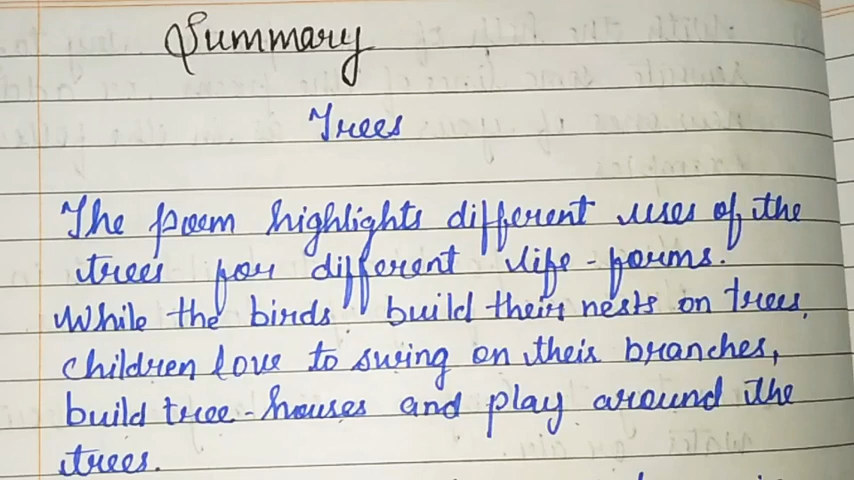 Summary
Trees
The poem highlights different uses of the
trees for different life-forms.
While the birds build their nests on trees,
children love to swing on their branches,
build tree-houses and play around the
trees.